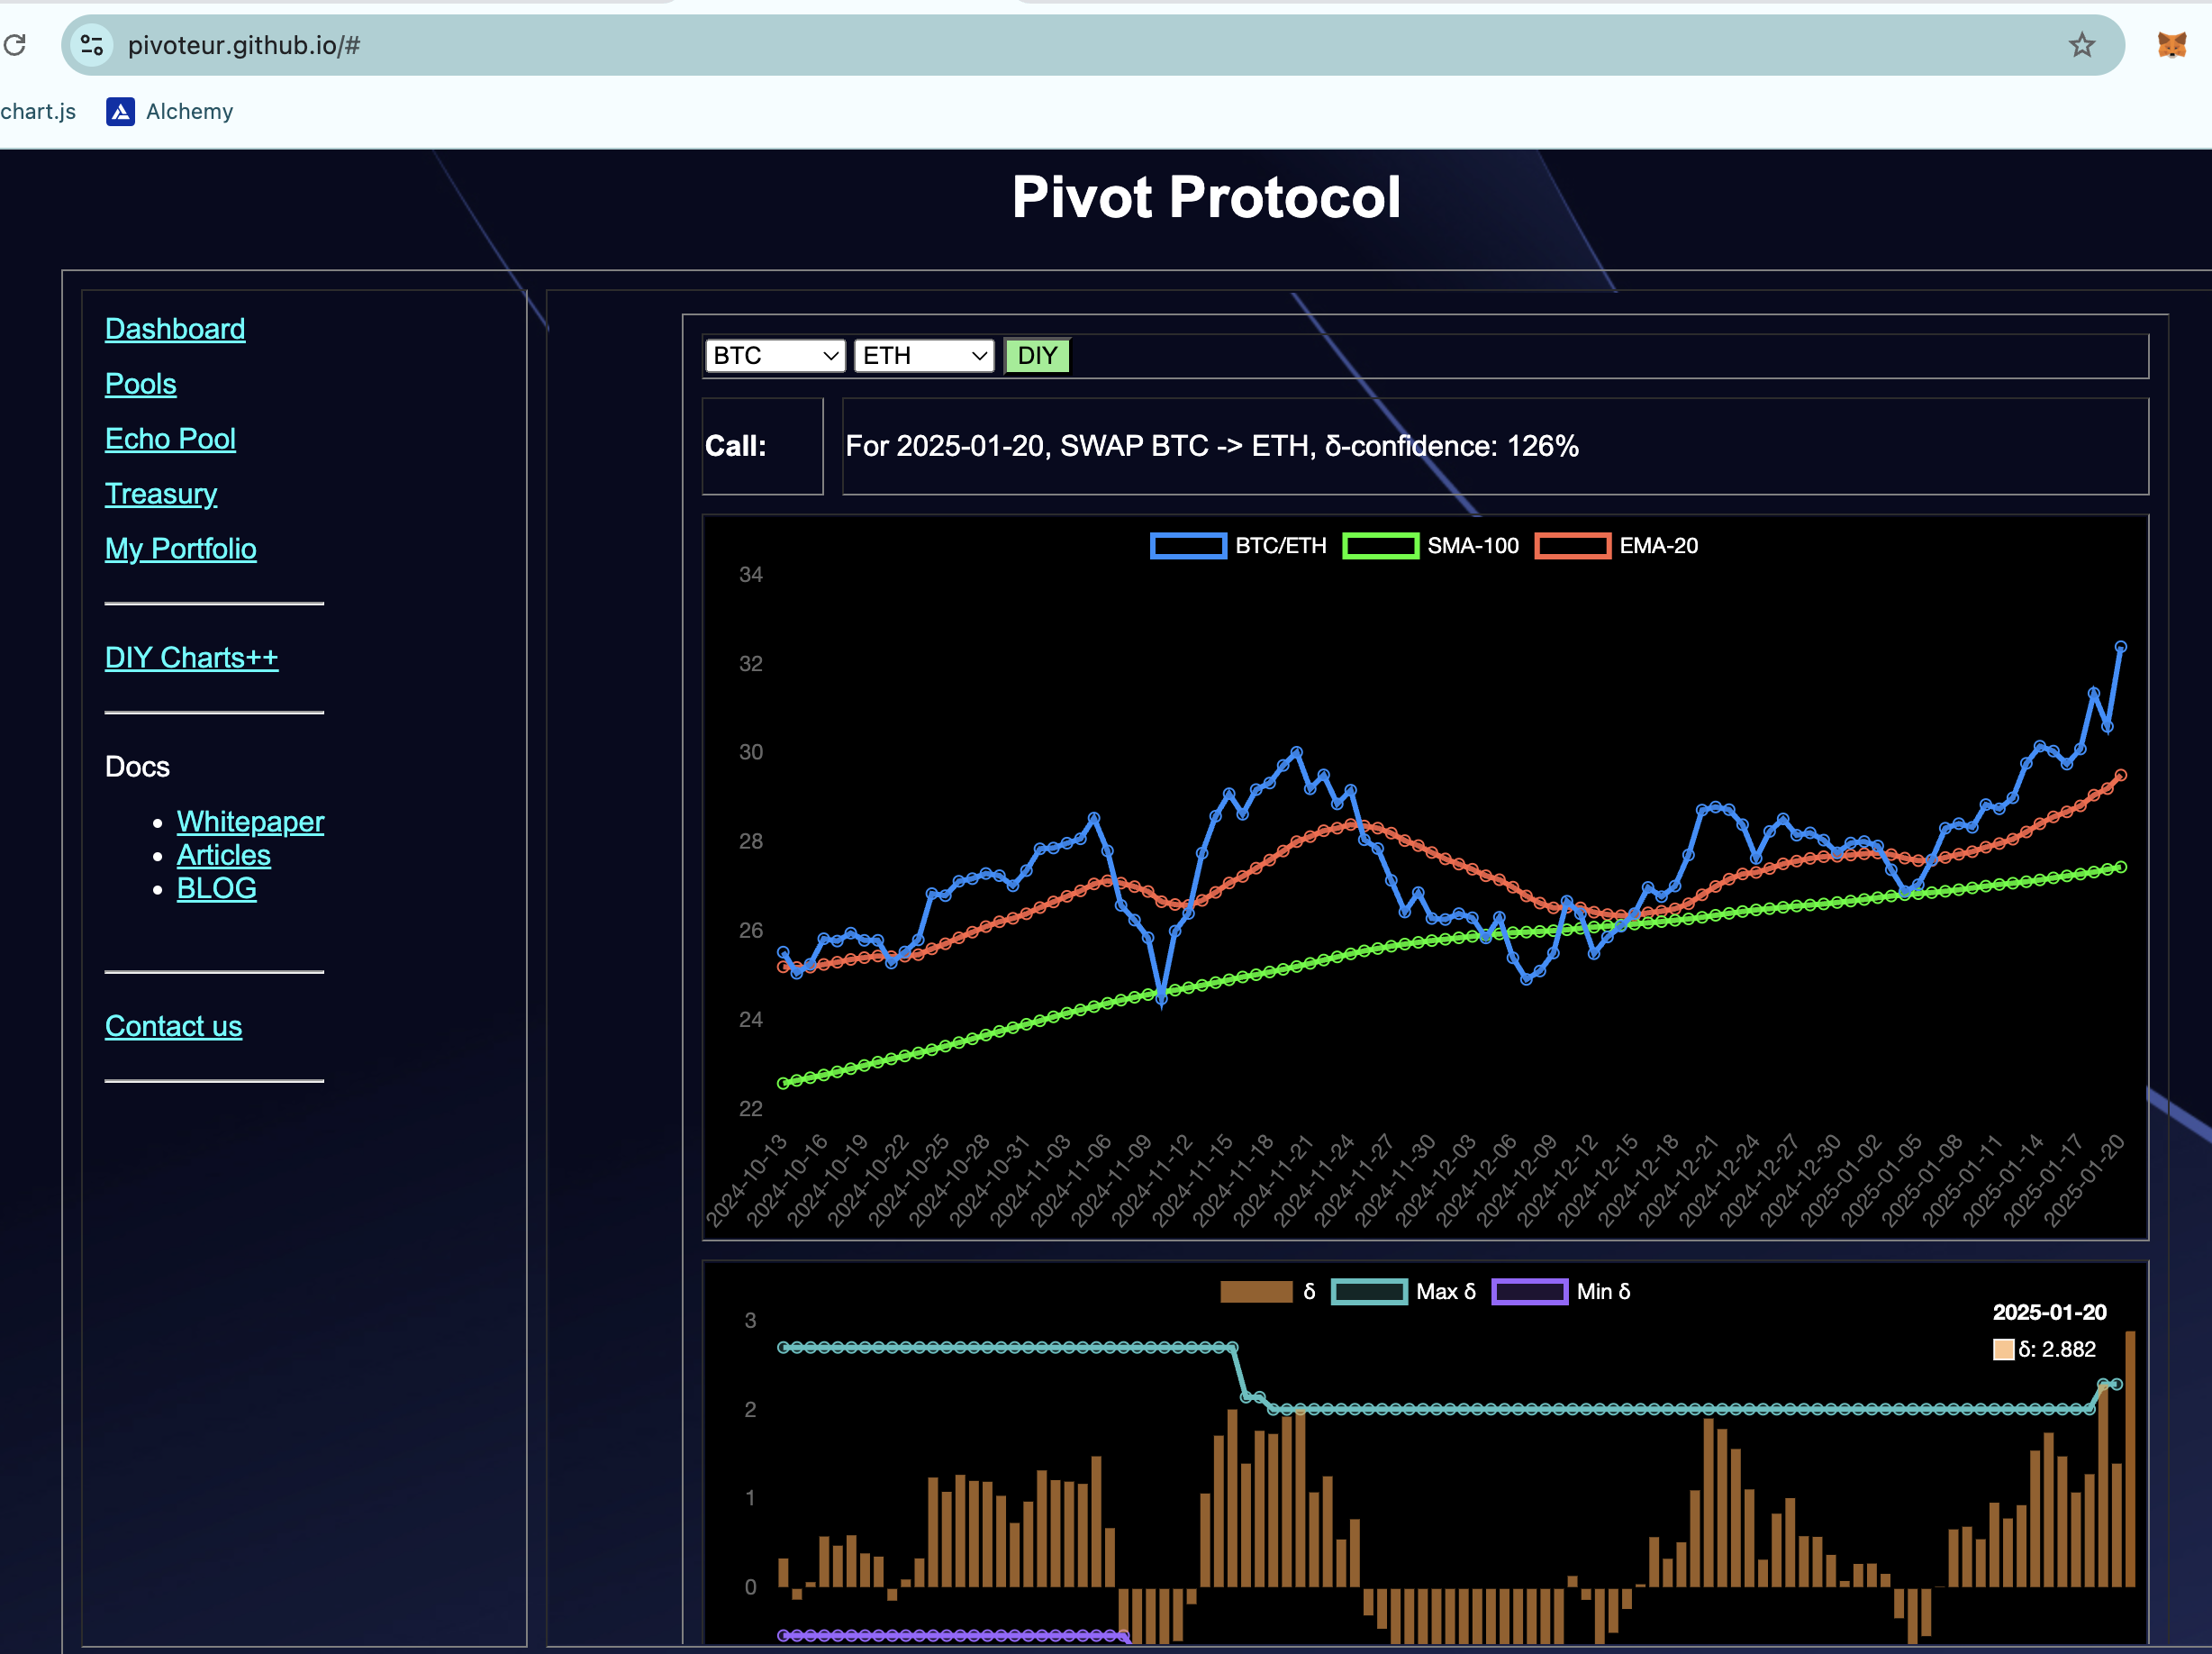 pivoteur.github.io/#
chart.js Alchemy
Pivot Protocol
Dashboard
Pools
Echo Pool
Treasury
My Portfolio
DIY Charts++
Docs
Whitepaper
Articles
BLOG
Contact us
BTC ETH DIY
Call: For 2025-01-20, SWAP BTC -> ETH, δ-confidence: 126%
BTC/ETH SMA-100 EMA-20
34
32
30
28
26
24
22
2024-10-13 2024-10-16 2024-10-19 2024-10-22 2024-10-25 2024-10-28 2024-10-31 2024-11-03 2024-11-06 2024-11-09 2024-11-12 2024-11-15 2024-11-18 2024-11-21 2024-11-24 2024-11-27 2024-11-30 2024-12-03 2024-12-06 2024-12-09 2024-12-12 2024-12-15 2024-12-18 2024-12-21 2024-12-24 2024-12-27 2024-12-30 2025-01-02 2025-01-05 2025-01-08 2025-01-11 2025-01-14 2025-01-17 2025-01-20
δ Max δ Min δ
2025-01-20
δ: 2.882
3
2
1
0